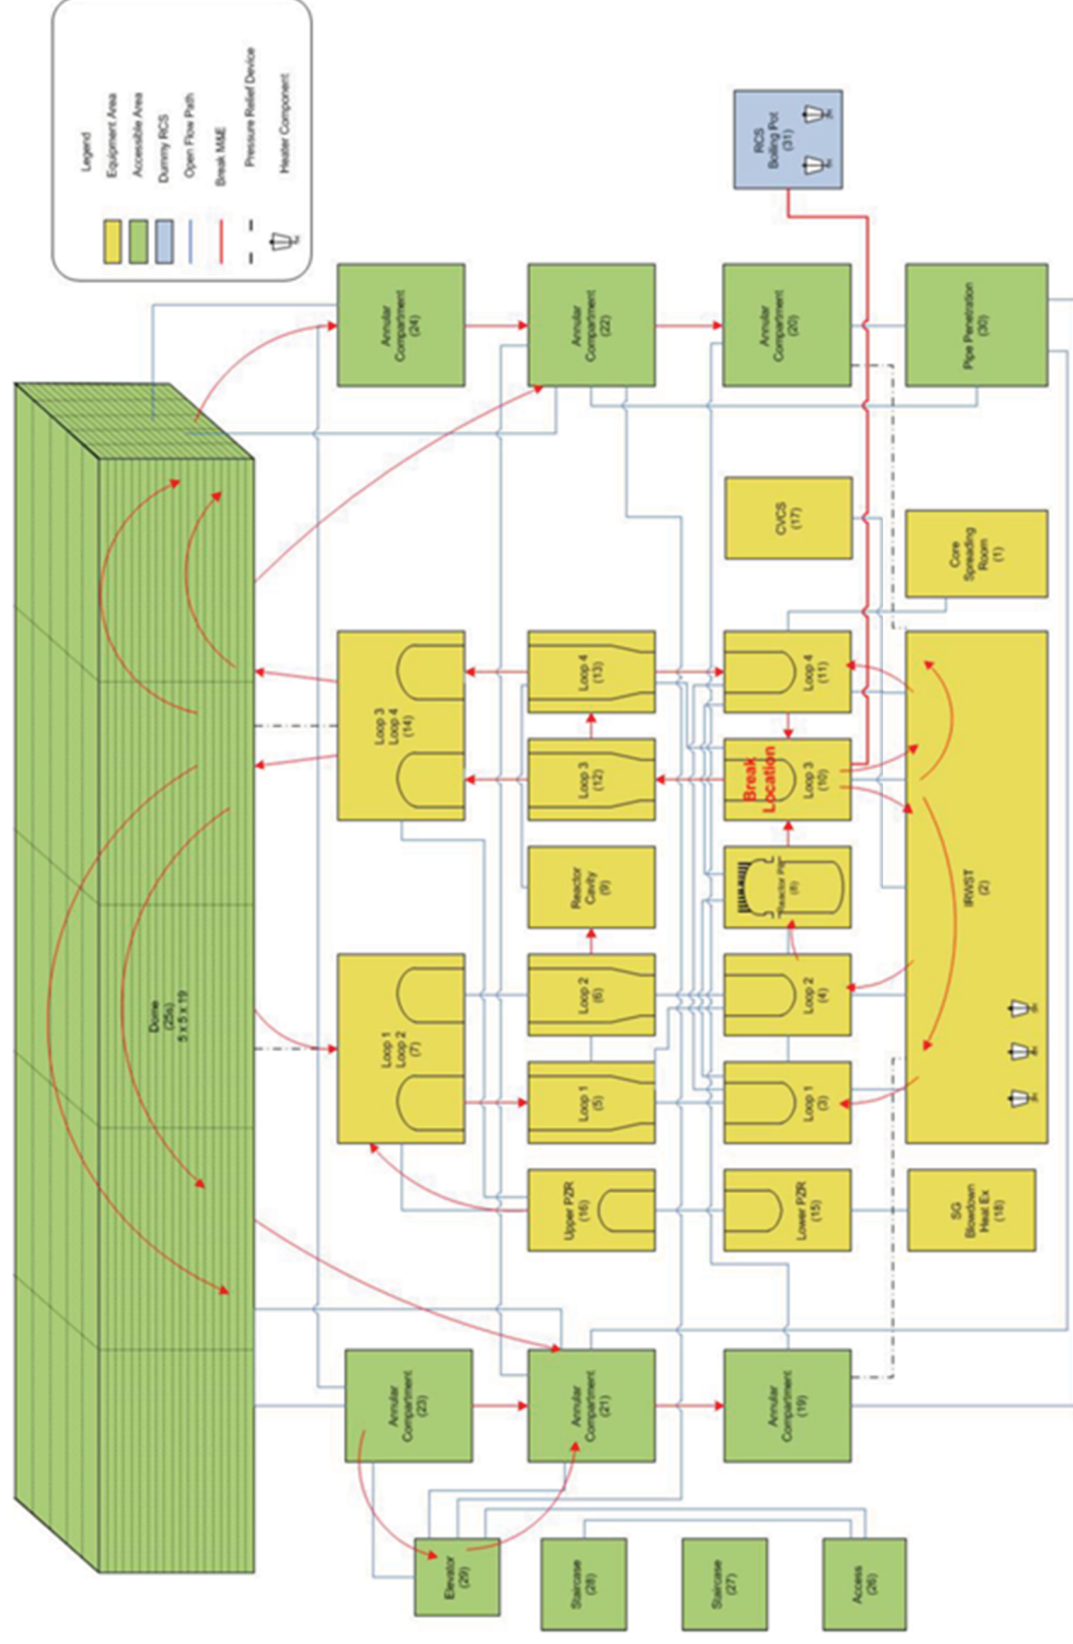 Legend
Equipment Area
Accessible Area
Dummy RCS
Open Flow Path
Break M&E
Pressure Relief Device
Heater Component
Dome
(25s)
5 x 5 x 19
RCS
Boiling Pot
(31)
Annular
Compartment
(24)
Annular
Compartment
(22)
Annular
Compartment
(20)
Pipe Penetration
(30)
CVCS
(17)
Core
Spreading
Room
(1)
Loop 3
Loop 4
(14)
Loop 4
(13)
Loop 4
(11)
Loop 3
(12)
Break
Location
Loop 3
(10)
Reactor
Cavity
(9)
Reactor Pit
(8)
IRWST
(2)
Loop 1
Loop 2
(7)
Loop 2
(6)
Loop 2
(4)
Loop 1
(5)
Loop 1
(3)
Upper PZR
(16)
Lower PZR
(15)
SG
Blowdown
Heat Ex
(18)
Annular
Compartment
(23)
Annular
Compartment
(21)
Annular
Compartment
(19)
Elevator
(29)
Staircase
(28)
Staircase
(27)
Access
(26)